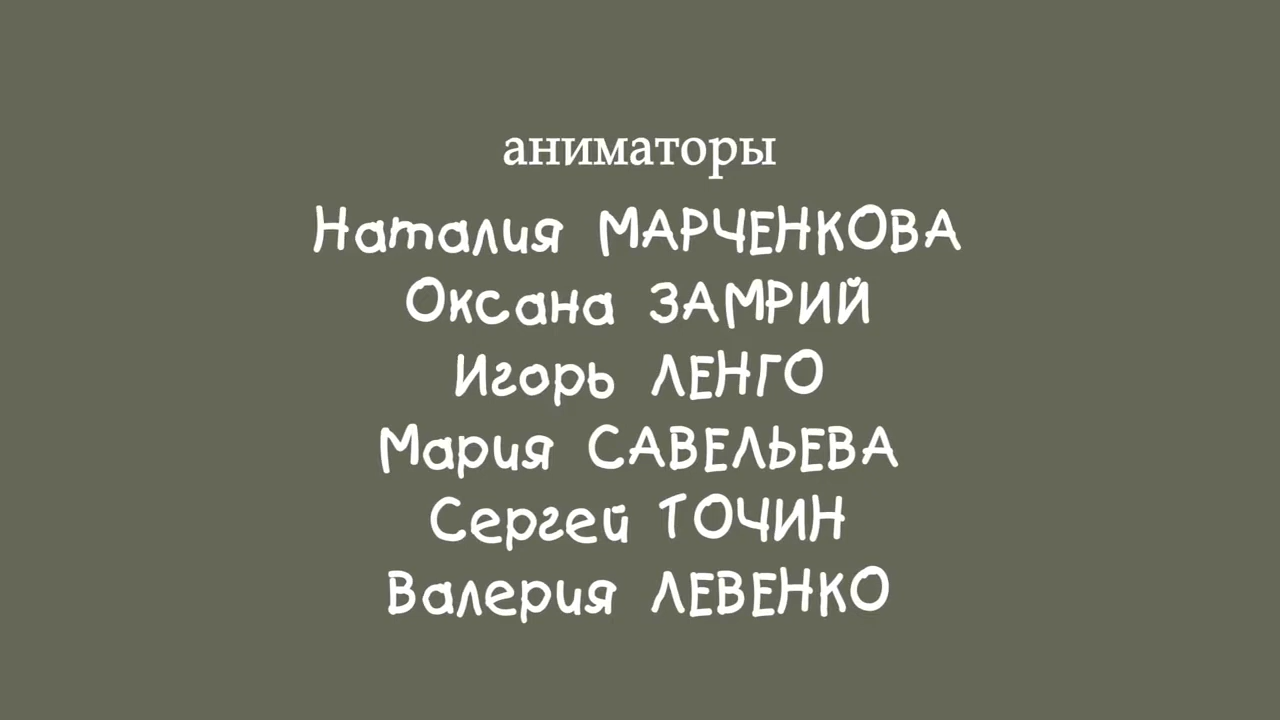 аниматоры
Наталия МАРЧЕНКОВА
Оксана ЗАМРИЙ
Игорь ЛЕНГО
Мария САВЕЛЬЕВА
Сергей ТОЧИН
Валерия ЛЕВЕНКО